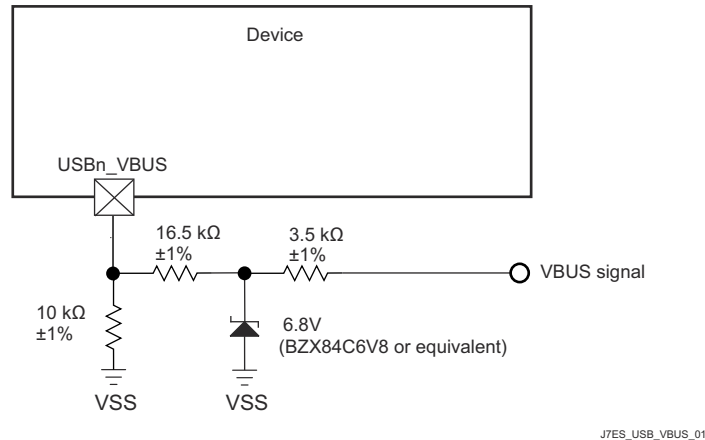 Device
USBn_VBUS
16.5 kΩ
±1%
3.5 kΩ
±1%
VBUS signal
10 kΩ
±1%
6.8V
(BZX84C6V8 or equivalent)
VSS
VSS
J7ES_USB_VBUS_01